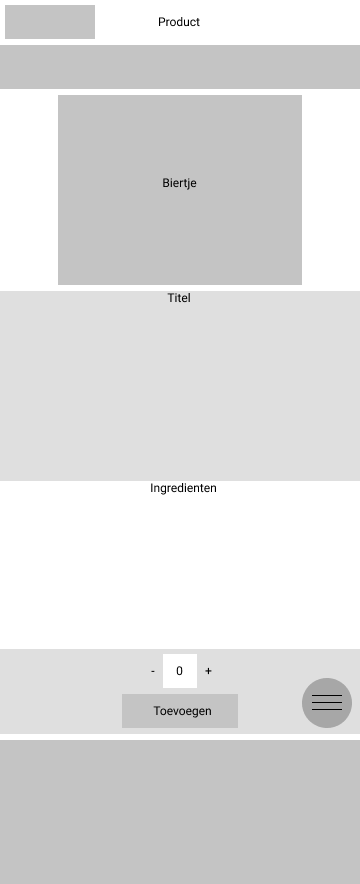 Product
Biertje
Titel
Ingredienten
- 0 +
Toevoegen